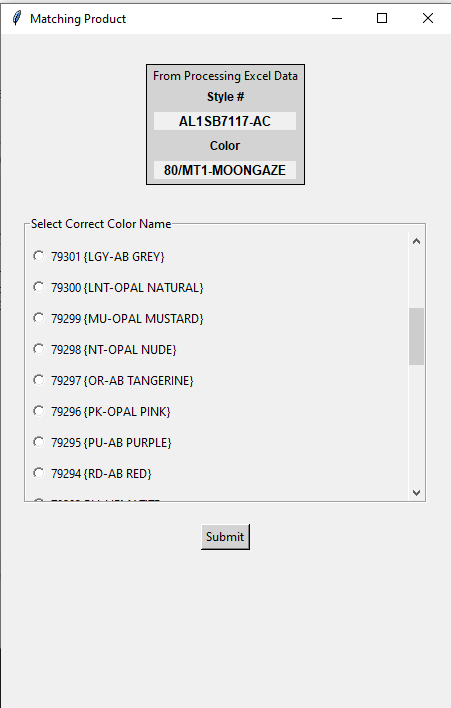 Matching Product
From Processing Excel Data
Style #
AL1SB7117-AC
Color
80/MT1-MOONGAZE
Select Correct Color Name
79301 {LGY-AB GREY}
79300 {LNT-OPAL NATURAL}
79299 {MU-OPAL MUSTARD}
79298 {NT-OPAL NUDE}
79297 {OR-AB TANGERINE}
79296 {PK-OPAL PINK}
79295 {PU-AB PURPLE}
79294 {RD-AB RED}
Submit